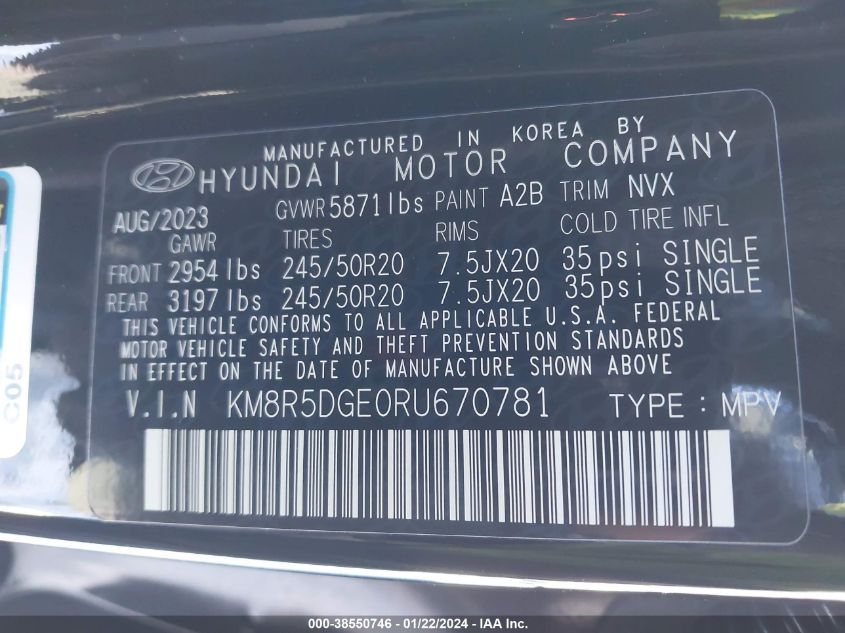 MANUFACTURED IN KOREA BY
HYUNDAI MOTOR COMPANY
AUG/2023 GVWR 5871 lbs PAINT A2B TRIM NVX
GAWR TIRES RIMS COLD TIRE INFL
FRONT 2954 lbs 245/50R20 7.5JX20 35psi SINGLE
REAR 3197 lbs 245/50R20 7.5JX20 35psi SINGLE
THIS VEHICLE CONFORMS TO ALL APPLICABLE U.S.A. FEDERAL
MOTOR VEHICLE SAFETY AND THEFT PREVENTION STANDARDS
IN EFFECT ON THE DATE OF MANUFACTURE SHOWN ABOVE
V.I.N KM8R5DGE0RU670781 TYPE : MPV
C05
000-38550746 - 01/22/2024 - IAA Inc.